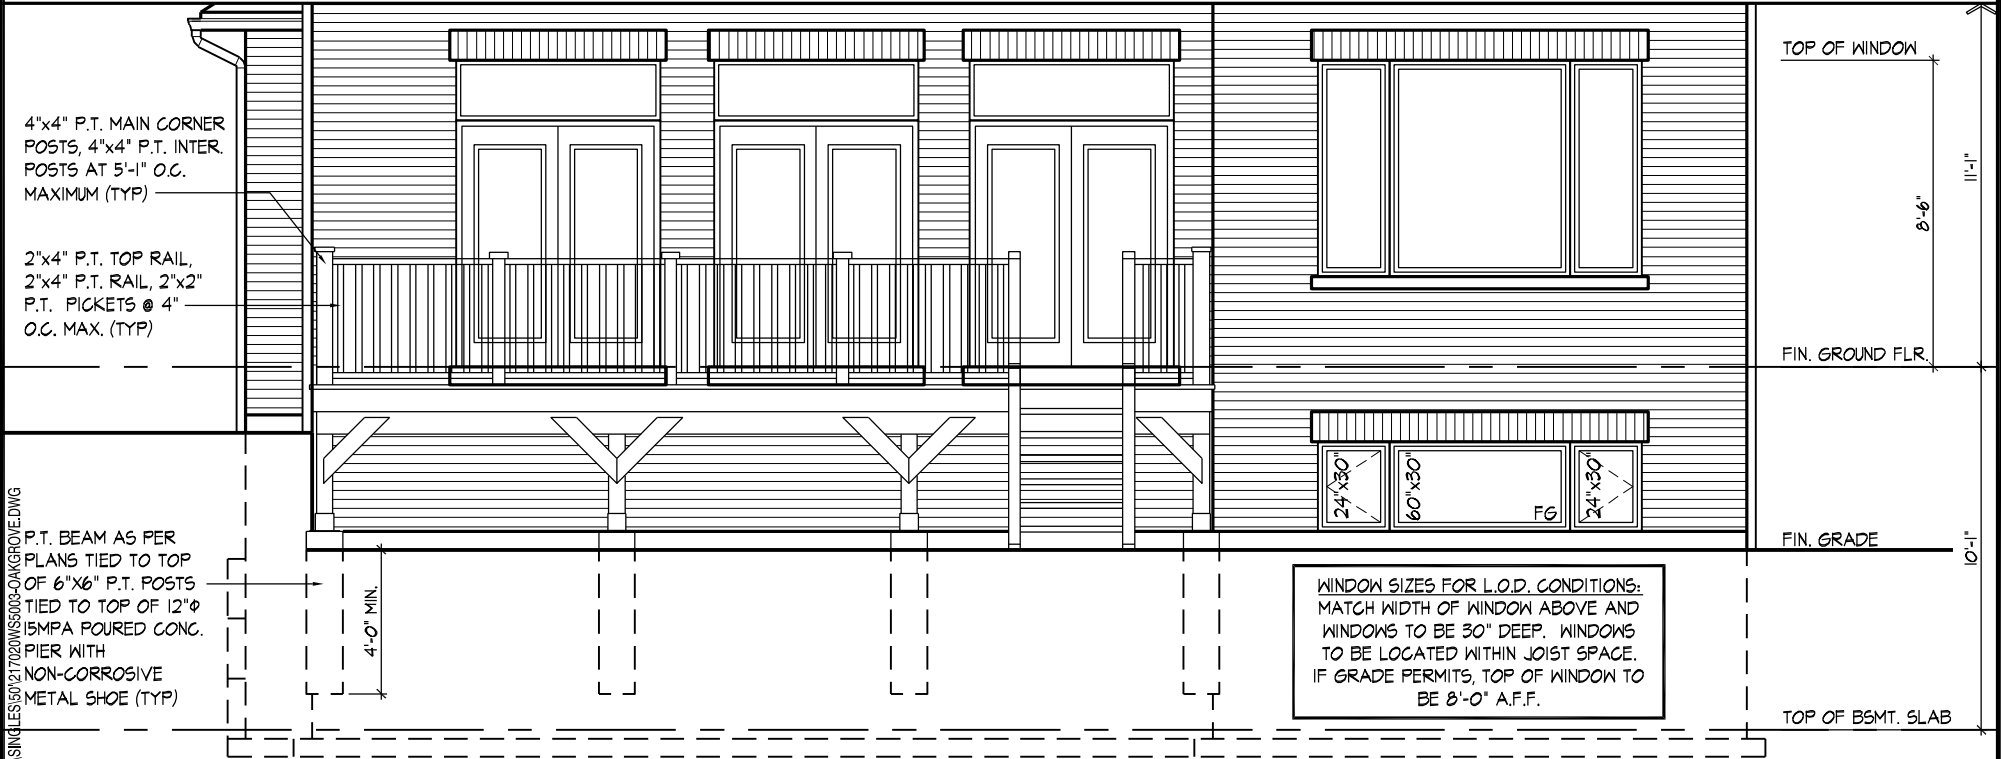 4"x4" P.T. MAIN CORNER
POSTS, 4"x4" P.T. INTER.
POSTS AT 5'-1" O.C.
MAXIMUM (TYP)
2"x4" P.T. TOP RAIL,
2"x4" P.T. RAIL, 2"x2"
P.T. PICKETS @ 4"
O.C. MAX. (TYP)
P.T. BEAM AS PER
PLANS TIED TO TOP
OF 6"X6" P.T. POSTS
TIED TO TOP OF 12"Φ
15MPA POURED CONC.
PIER WITH
NON-CORROSIVE
METAL SHOE (TYP)
4'-0" MIN.
24"x30"
60"x30"
FG
24"x30"
WINDOW SIZES FOR L.O.D. CONDITIONS:
MATCH WIDTH OF WINDOW ABOVE AND
WINDOWS TO BE 30" DEEP. WINDOWS
TO BE LOCATED WITHIN JOIST SPACE.
IF GRADE PERMITS, TOP OF WINDOW TO
BE 8'-0" A.F.F.
TOP OF WINDOW
8'-6"
11'-1"
FIN. GROUND FLR.
FIN. GRADE
10'-1"
TOP OF BSMT. SLAB
\SINGLES\50\217020WS5003-OAKGROVE.DWG